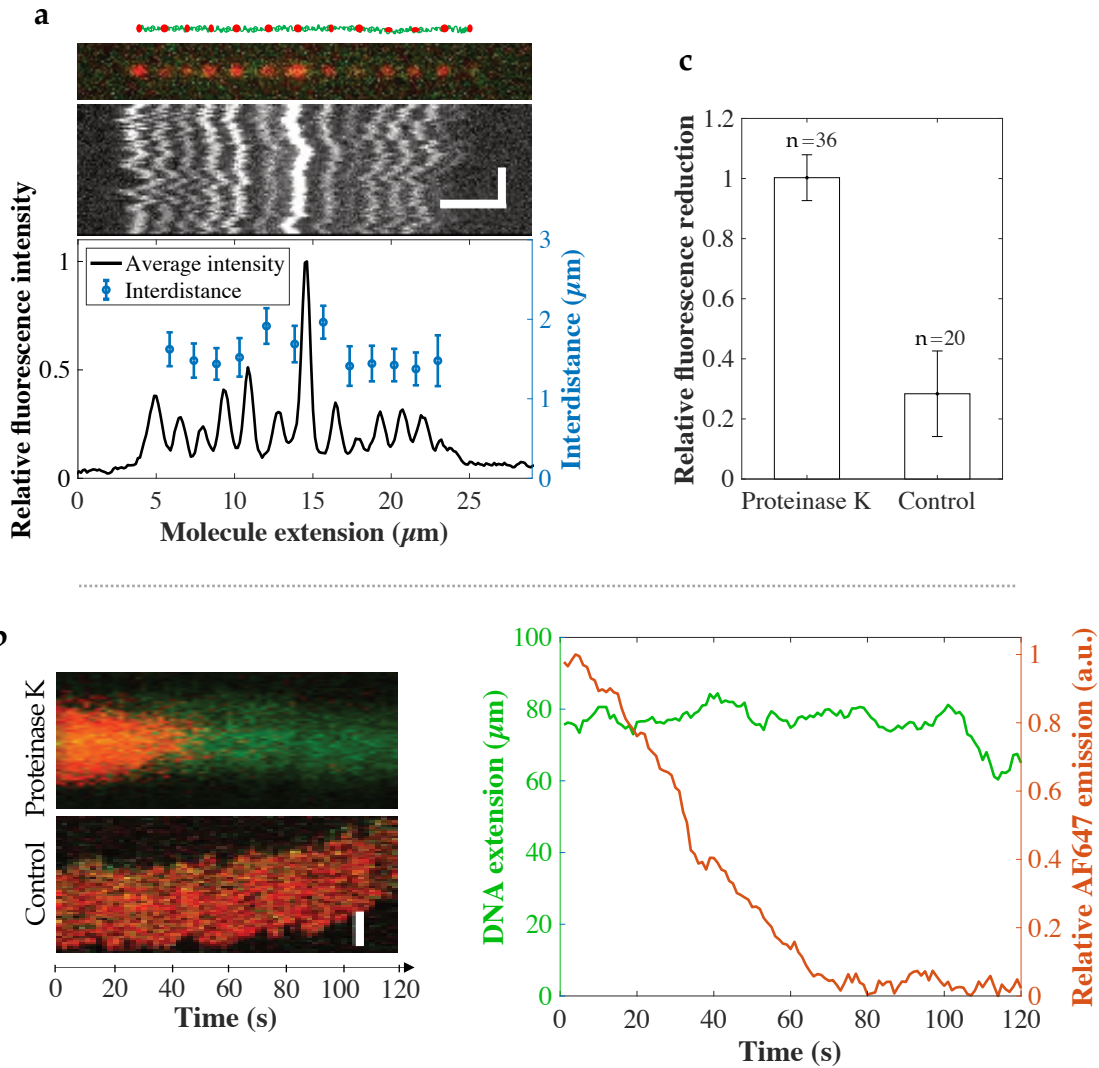 a
Relative fluorescence intensity
1
0.5
0
Average intensity
Interdistance
3
2
1
0
Interdistance (μm)
0 5 10 15 20 25
Molecule extension (μm)
c
Relative fluorescence reduction
1.2
1
0.8
0.6
0.4
0.2
0
n=36
n=20
Proteinase K Control
Proteinase K
Control
0 20 40 60 80 100 120
Time (s)
DNA extension (μm)
100
80
60
40
20
0
1
0.8
0.6
0.4
0.2
0
Relative AF647 emission (a.u.)
0 20 40 60 80 100 120
Time (s)